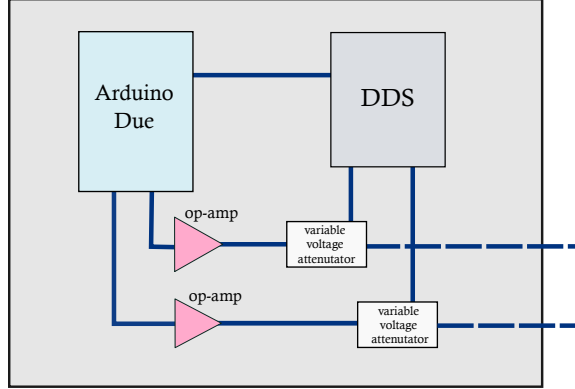 Arduino
Due
DDS
op-amp
variable
voltage
attenutator
op-amp
variable
voltage
attenutator